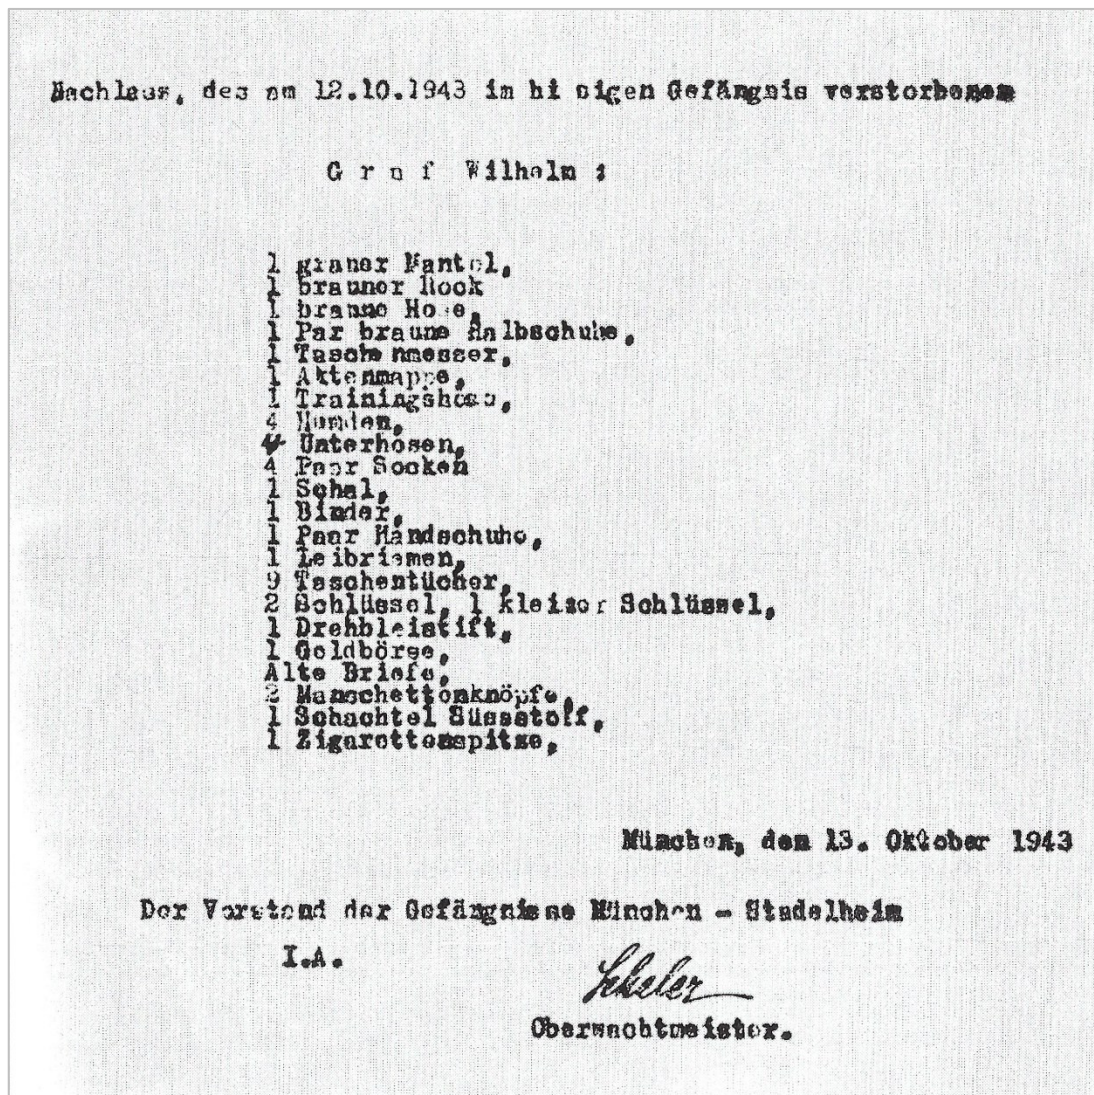 Nachlass, des am 12.10.1943 im hiesigen Gefängnis verstorbenen
G r a f Wilhelm :
1 grauer Mantel,
1 brauner Rock
1 braune Hose,
1 Par braune Halbschuhe,
1 Taschenmesser,
1 Aktenmappe,
1 Trainingshose,
4 Hemden,
4 Unterhosen,
4 Paar Socken
1 Schal,
1 Binder,
1 Paar Handschuhe,
1 Leibriemen,
9 Taschentücher,
2 Schlüssel, 1 kleiner Schlüssel,
1 Drehbleistift,
1 Geldbörse,
Alte Briefe,
2 Manschettenknöpfe,
1 Schachtel Süsstoff,
1 Zigarettenspitze,
München, den 13. Oktober 1943
Der Vorstand der Gefängnisse München - Stadelheim
I.A.
Oberwachtmeister.